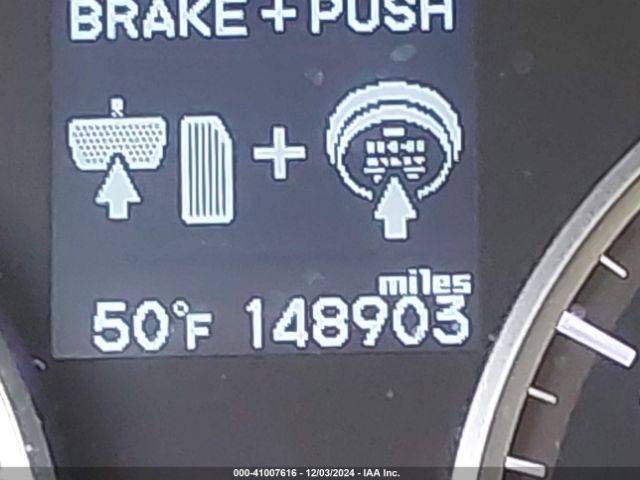 BRAKE + PUSH
+
miles
50°F 148903
000-41007616 - 12/03/2024 - IAA Inc.